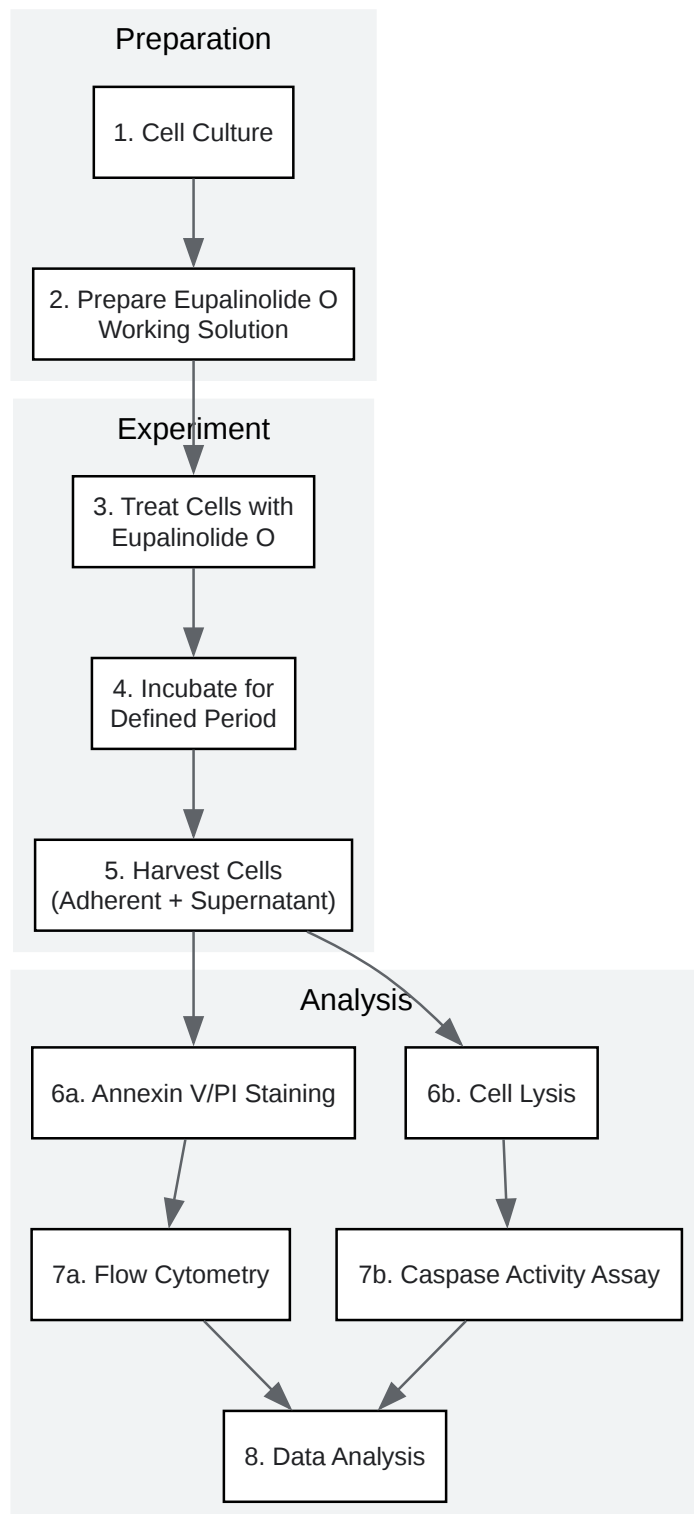 Preparation
1. Cell Culture
2. Prepare Eupalinolide O
Working Solution
Experiment
3. Treat Cells with
Eupalinolide O
4. Incubate for
Defined Period
5. Harvest Cells
(Adherent + Supernatant)
Analysis
6a. Annexin V/PI Staining
6b. Cell Lysis
7a. Flow Cytometry
7b. Caspase Activity Assay
8. Data Analysis